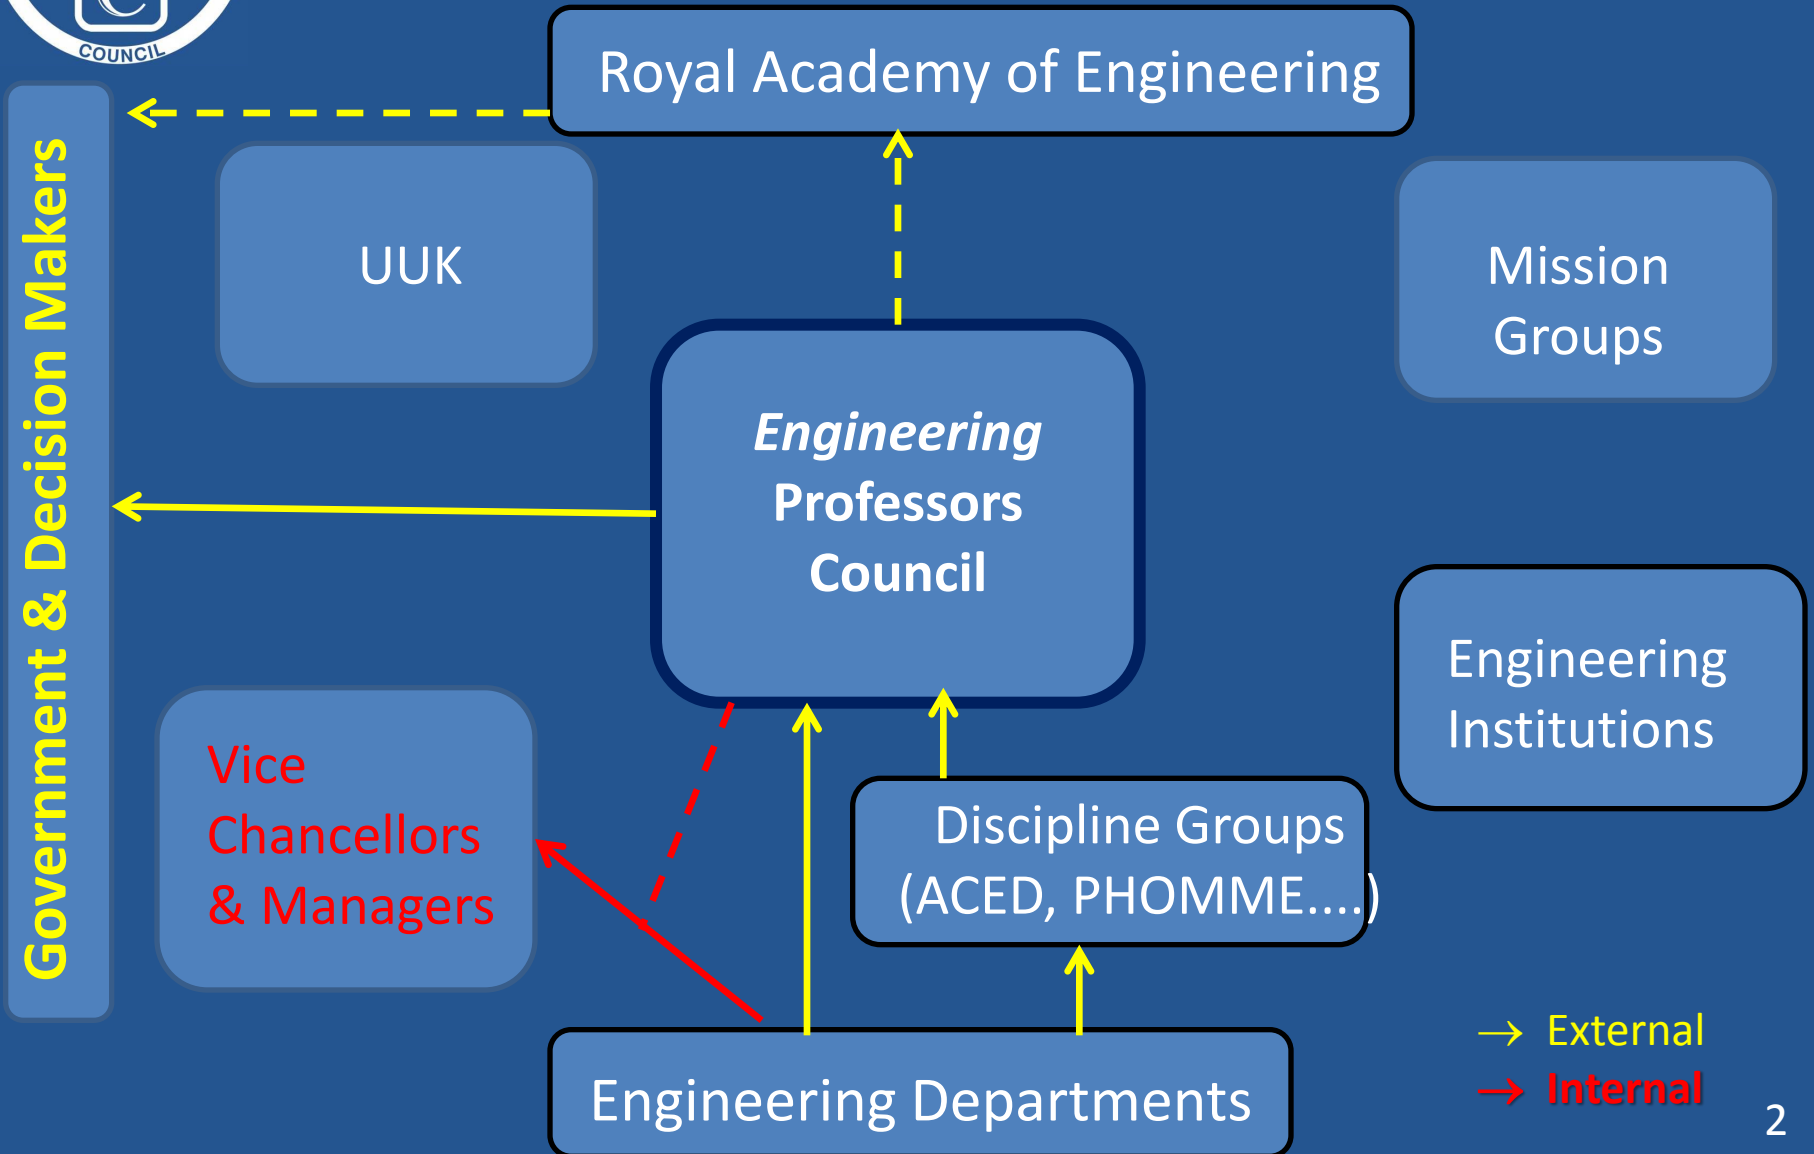 COUNCIL
Royal Academy of Engineering
Government & Decision Makers
UUK
Mission
Groups
Engineering
Professors
Council
Engineering
Institutions
Vice
Chancellors
& Managers
Discipline Groups
(ACED, PHOMME....)
Engineering Departments
→ External
→ Internal
2